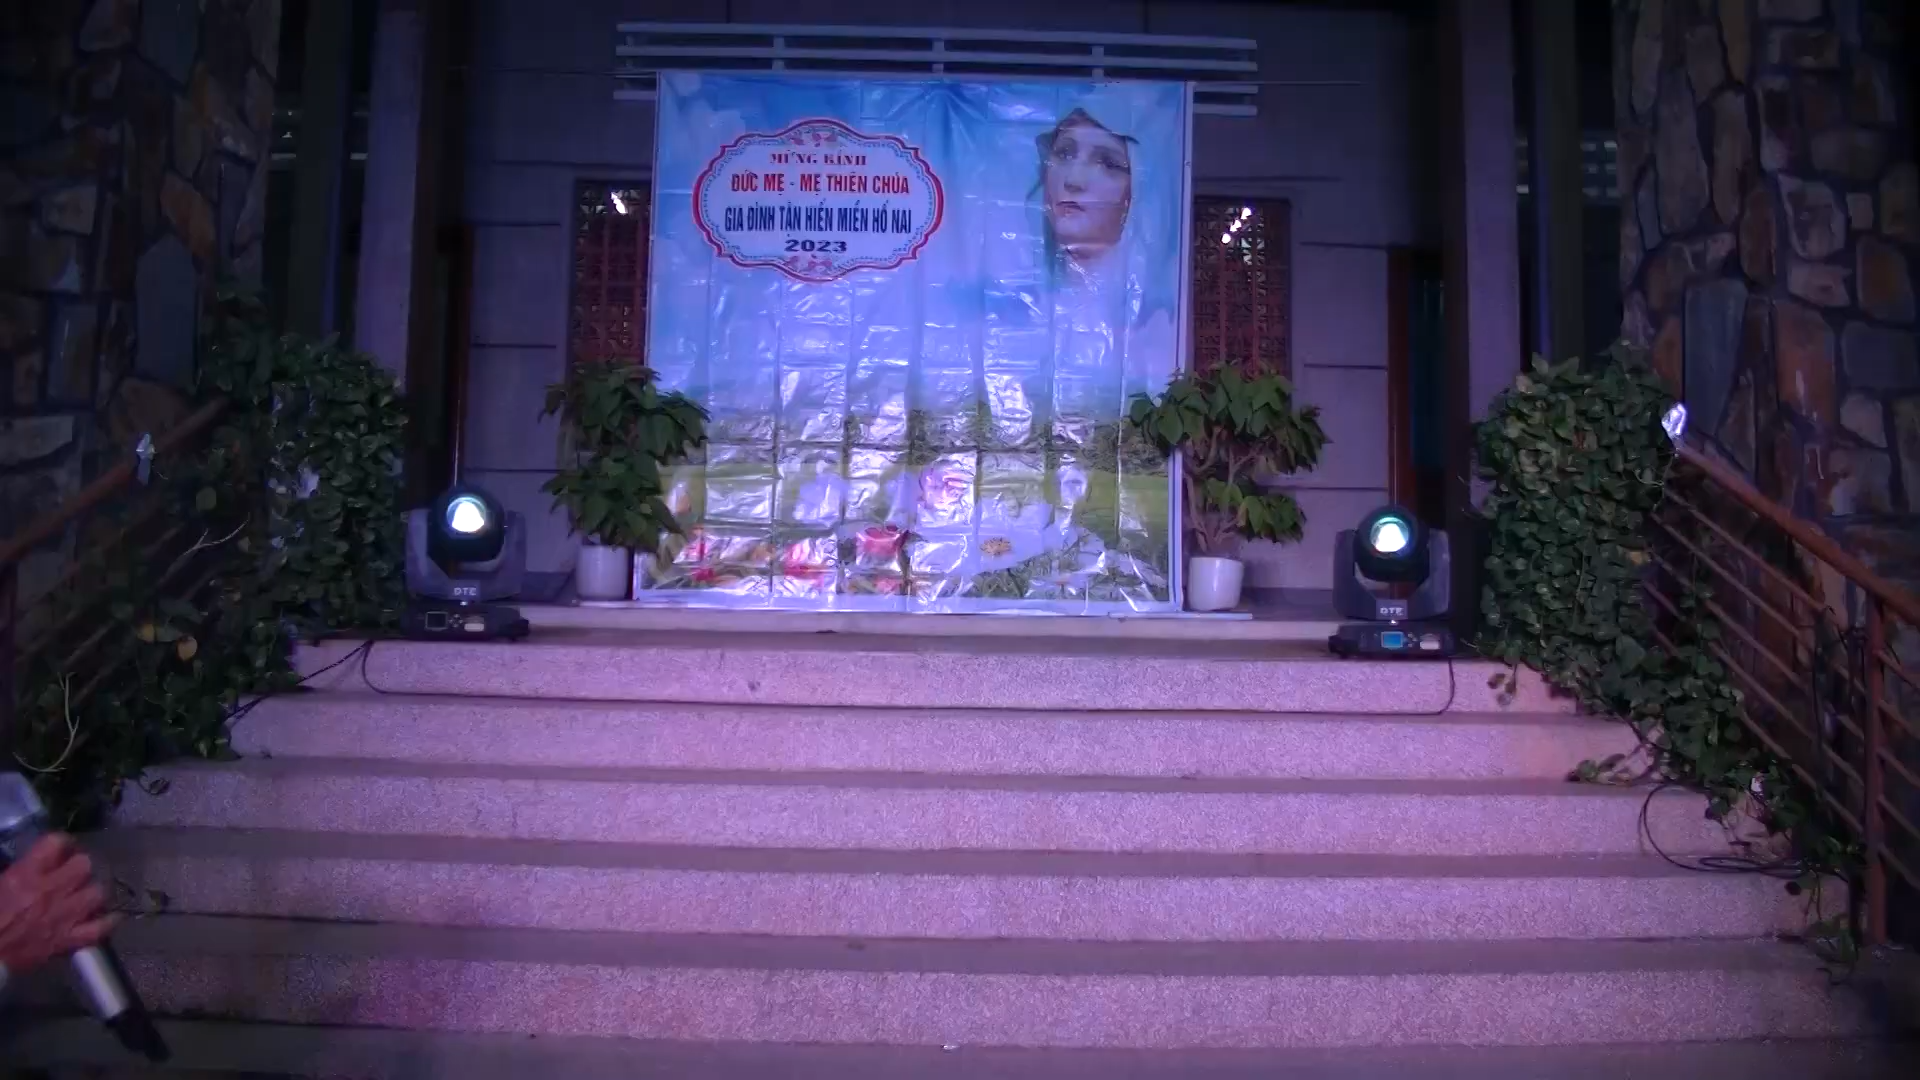 MỪNG KÍNH
ĐỨC MẸ - MẸ THIÊN CHÚA
GIA ĐÌNH TẬN HIẾN MIỀN HỐ NAI
2023
DTE
DTE